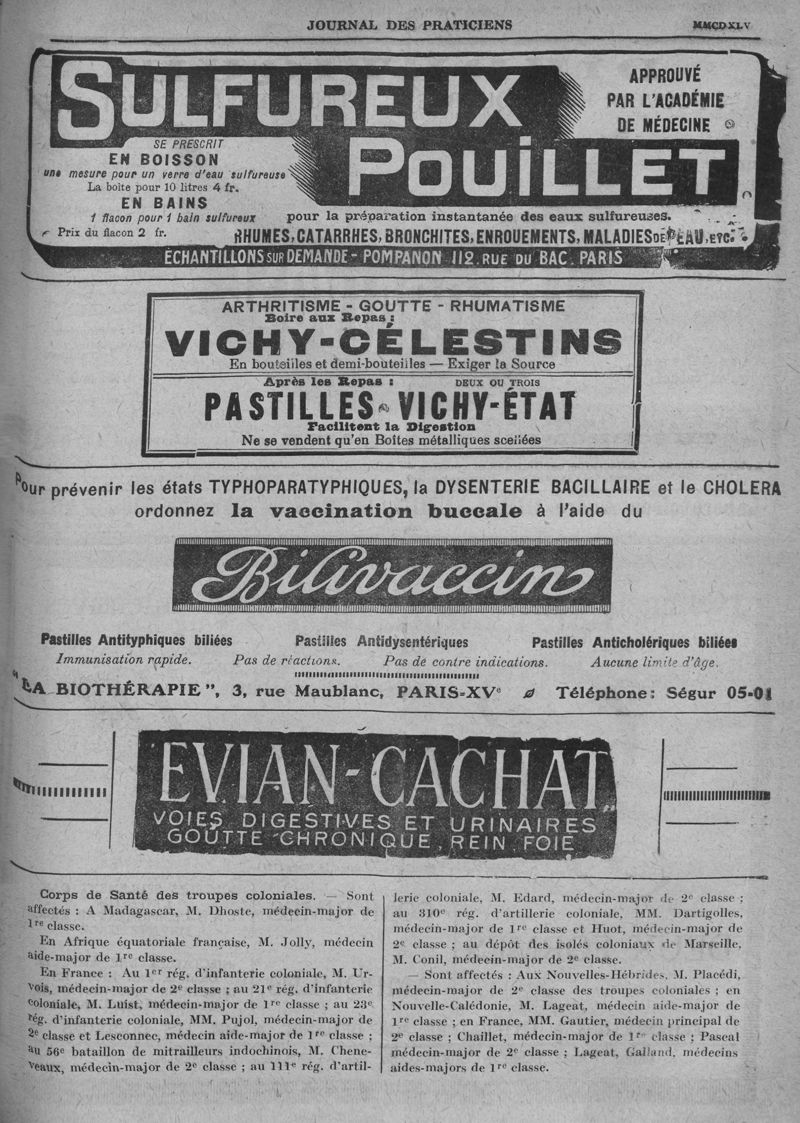 JOURNAL DES PRATICIENS
MMCDXLV
SULFUREUX
POUILLET
APPROUVÉ
PAR L'ACADÉMIE
DE MÉDECINE
SE PRESCRIT
EN BOISSON
une mesure pour un verre d'eau sulfureuse
La boîte pour 10 litres 4 fr.
EN BAINS
1 flacon pour 1 bain sulfureux
Prix du flacon 2 fr.
pour la préparation instantanée des eaux sulfureuses.
RHUMES, CATARRHES, BRONCHITES, ENROUEMENTS, MALADIES DE PEAU, ETC.
ÉCHANTILLONS SUR DEMANDE - POMPANON 112, RUE DU BAC. PARIS
ARTHRITISME - GOUTTE - RHUMATISME
Boire aux Repas :
VICHY-CÉLESTINS
En bouteilles et demi-bouteilles — Exiger la Source
Après les Repas : DEUX OU TROIS
PASTILLES VICHY-ÉTAT
Facilitent la Digestion
Ne se vendent qu'en Boîtes métalliques scellées
Pour prévenir les états TYPHOPARATYPHIQUES, la DYSENTERIE BACILLAIRE et le CHOLERA
ordonnez la vaccination buccale à l'aide du
Bilivaccin
Pastilles Antityphiques biliées Pastilles Antidysentériques Pastilles Anticholériques biliées
Immunisation rapide. Pas de réactions. Pas de contre indications. Aucune limite d'âge.
"LA BIOTHÉRAPIE", 3, rue Maublanc, PARIS-XVe Téléphone: Ségur 05-01
EVIAN-CACHAT
VOIES DIGESTIVES ET URINAIRES
GOUTTE CHRONIQUE, REIN, FOIE
Corps de Santé des troupes coloniales. — Sont
affectés : A Madagascar, M. Dhoste, médecin-major de
1re classe.
En Afrique équatoriale française, M. Jolly, médecin
aide-major de 1re classe.
En France : Au 1er rég. d'infanterie coloniale, M. Ur-
vois, médecin-major de 2e classe ; au 21e rég. d'infanterie
coloniale, M. Luist, médecin-major de 1re classe ; au 23e
rég. d'infanterie coloniale, MM. Pujol, médecin-major de
2e classe et Lesconnec, médecin aide-major de 1re classe ;
au 56e bataillon de mitrailleurs indochinois, M. Chene-
veaux, médecin-major de 2e classe ; au 111e rég. d'artil-
lerie coloniale, M. Edard, médecin-major de 2e classe ;
au 310e rég. d'artillerie coloniale, MM. Dartigolles,
médecin-major de 1re classe et Huot, médecin-major de
2e classe ; au dépôt des isolés coloniaux de Marseille,
M. Conil, médecin-major de 2e classe.
— Sont affectés : Aux Nouvelles-Hébrides, M. Placédi,
médecin-major de 2e classe des troupes coloniales ; en
Nouvelle-Calédonie, M. Lageat, médecin aide-major de
1re classe ; en France, MM. Gautier, médecin principal de
2e classe ; Chaillet, médecin-major de 1re classe ; Pascal
médecin-major de 2e classe ; Lageat, Galland, médecins
aides-majors de 1re classe.